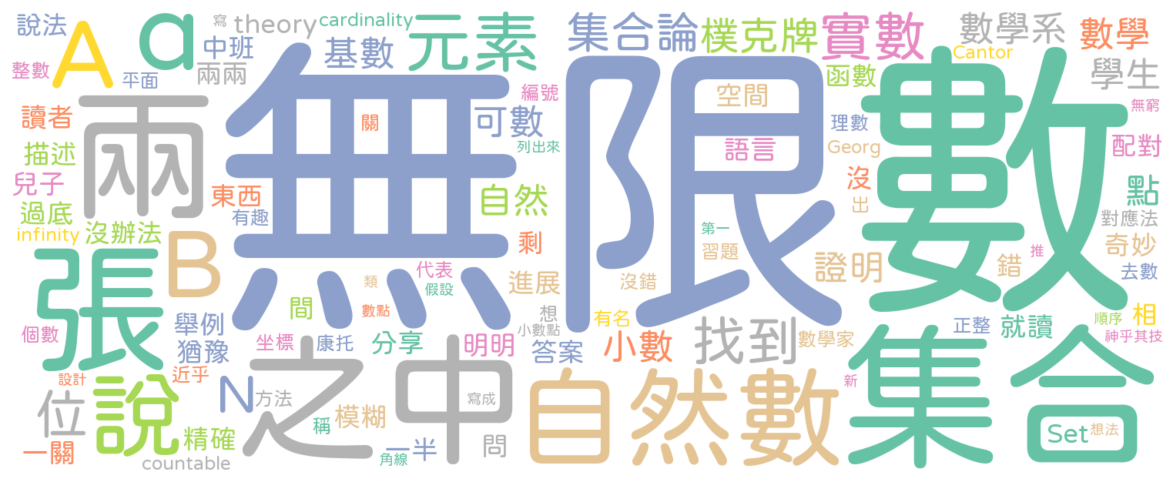 說法
A
a
theory
cardinality
元素
集合論
樸克牌
實數
數學系
Cantor
數學
整數
平面
中班
兩兩
寫
基數
函數
學生
無限
數
讀者
兩
關
編號
可數
空間
語言
理數
Georg
無窮
配對
描述
兒子
列出來
沒
點
過底
東西
有趣
自然
出
對應法
infinity
沒辦法
B
剩
第一
習題
奇妙
張
代表
假設
進展
沒錯
證明
錯
去數
類
數點
間
想
小數點
有名
順序
相
推
個數
舉例
猶豫
坐標
康托
分享
明明
答案
小數
找到
數學家
正整
就讀
神乎其技
近乎
設計
說
之中
自然數
新
集合
位
N
方法
寫成
模糊
稱
一半
問
Set
想法
精確
一關
countable
角線